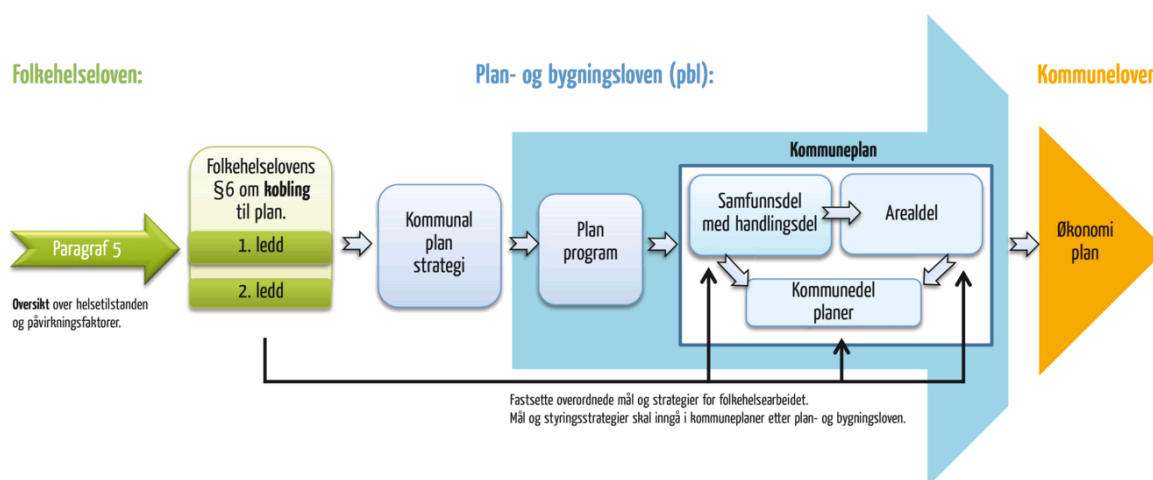 Folkehelseloven:
Plan- og bygningsloven (pbl):
Kommuneloven
Folkehelselovens
§6 om kobling
til plan.
1. ledd
2. ledd
Paragraf 5
Oversikt over helsetilstanden
og påvirkningsfaktorer.
Kommunal
plan
strategi
Plan
program
Kommuneplan
Samfunnsdel
med handlingsdel
Arealdel
Kommunedel
planer
Økonomi
plan
Fastsette overordnede mål og strategier for folkehelsearbeidet.
Mål og styringsstrategier skal inngå i kommuneplaner etter plan- og bygningsloven.